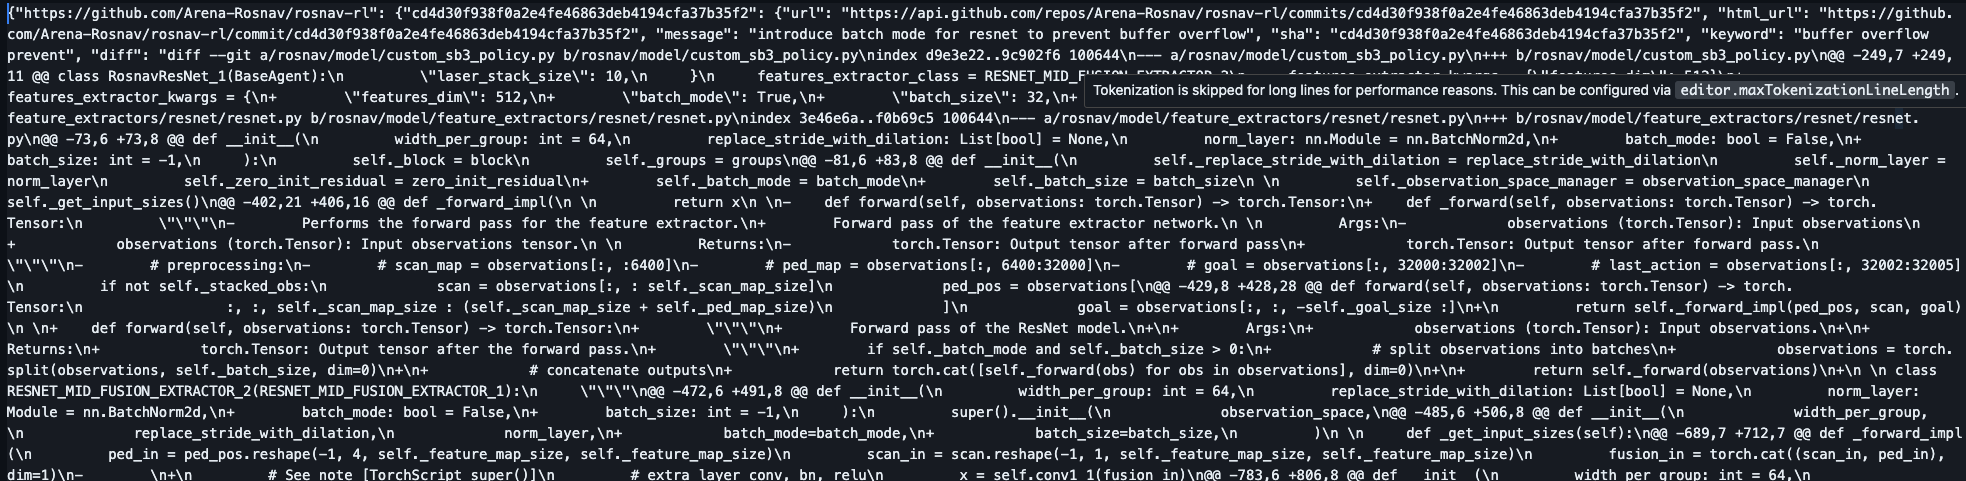 {"https://github.com/Arena-Rosnav/rosnav-rl": {"cd4d30f938f0a2e4fe46863deb4194cfa37b35f2": {"url": "https://api.github.com/repos/Arena-Rosnav/rosnav-rl/commits/cd4d30f938f0a2e4fe46863deb4194cfa37b35f2", "html_url": "https://github.
com/Arena-Rosnav/rosnav-rl/commit/cd4d30f938f0a2e4fe46863deb4194cfa37b35f2", "message": "introduce batch mode for resnet to prevent buffer overflow", "sha": "cd4d30f938f0a2e4fe46863deb4194cfa37b35f2", "keyword": "buffer overflow
prevent", "diff": "diff --git a/rosnav/model/custom_sb3_policy.py b/rosnav/model/custom_sb3_policy.py\nindex d9e3e22..9c902f6 100644\n--- a/rosnav/model/custom_sb3_policy.py\n+++ b/rosnav/model/custom_sb3_policy.py\n@@ -249,7 +249,
11 @@ class RosnavResNet_1(BaseAgent):\n         \"laser_stack_size\": 10,\n     }\n     features_extractor_class = RESNET_MID_FUSION_EXTRACTOR
features_extractor_kwargs = {\n+        \"features_dim\": 512,\n+        \"batch_mode\": True,\n+        \"batch_size\": 32,\n+
Tokenization is skipped for long lines for performance reasons. This can be configured via editor.maxTokenizationLineLength.
feature_extractors/resnet/resnet.py b/rosnav/model/feature_extractors/resnet/resnet.py\nindex 3e46e6a..f0b69c5 100644\n--- a/rosnav/model/feature_extractors/resnet/resnet.py\n+++ b/rosnav/model/feature_extractors/resnet/resnet.
py\n@@ -73,6 +73,8 @@ def __init__(\n         width_per_group: int = 64,\n         replace_stride_with_dilation: List[bool] = None,\n         norm_layer: nn.Module = nn.BatchNorm2d,\n+        batch_mode: bool = False,\n+
batch_size: int = -1,\n     ):\n         self._block = block\n         self._groups = groups\n@@ -81,6 +83,8 @@ def __init__(\n         self._replace_stride_with_dilation = replace_stride_with_dilation\n         self._norm_layer =
norm_layer\n         self._zero_init_residual = zero_init_residual\n+        self._batch_mode = batch_mode\n+        self._batch_size = batch_size\n \n         self._observation_space_manager = observation_space_manager\n
self._get_input_sizes()\n@@ -402,21 +406,16 @@ def _forward_impl(\n \n         return x\n \n-    def forward(self, observations: torch.Tensor) -> torch.Tensor:\n+    def _forward(self, observations: torch.Tensor) -> torch.
Tensor:\n         \"\"\"\n-        Performs the forward pass for the feature extractor.\n+        Forward pass of the feature extractor network.\n \n         Args:\n-            observations (torch.Tensor): Input observations\n
+            observations (torch.Tensor): Input observations tensor.\n \n         Returns:\n-            torch.Tensor: Output tensor after forward pass\n+            torch.Tensor: Output tensor after forward pass.\n
\"\"\"\n-        # preprocessing:\n-        # scan_map = observations[:, :6400]\n-        # ped_map = observations[:, 6400:32000]\n-        # goal = observations[:, 32000:32002]\n-        # last_action = observations[:, 32002:32005]
\n         if not self._stacked_obs:\n             scan = observations[:, : self._scan_map_size]\n             ped_pos = observations[\n@@ -429,8 +428,28 @@ def forward(self, observations: torch.Tensor) -> torch.
Tensor:\n                 :, :, self._scan_map_size : (self._scan_map_size + self._ped_map_size)\n             ]\n             goal = observations[:, :, -self._goal_size :]\n+\n         return self._forward_impl(ped_pos, scan, goal)
\n \n+    def forward(self, observations: torch.Tensor) -> torch.Tensor:\n+        \"\"\"\n+        Forward pass of the ResNet model.\n+\n+        Args:\n+            observations (torch.Tensor): Input observations.\n+\n+
Returns:\n+            torch.Tensor: Output tensor after the forward pass.\n+        \"\"\"\n+        if self._batch_mode and self._batch_size > 0:\n+            # split observations into batches\n+            observations = torch.
split(observations, self._batch_size, dim=0)\n+\n+            # concatenate outputs\n+            return torch.cat([self._forward(obs) for obs in observations], dim=0)\n+\n+        return self._forward(observations)\n+\n \n class
RESNET_MID_FUSION_EXTRACTOR_2(RESNET_MID_FUSION_EXTRACTOR_1):\n     \"\"\"\n@@ -472,6 +491,8 @@ def __init__(\n         width_per_group: int = 64,\n         replace_stride_with_dilation: List[bool] = None,\n         norm_layer:
Module = nn.BatchNorm2d,\n+        batch_mode: bool = False,\n+        batch_size: int = -1,\n     ):\n         super().__init__(\n             observation_space,\n@@ -485,6 +506,8 @@ def __init__(\n             width_per_group,
\n             replace_stride_with_dilation,\n             norm_layer,\n+            batch_mode=batch_mode,\n+            batch_size=batch_size,\n         )\n \n     def _get_input_sizes(self):\n@@ -689,7 +712,7 @@ def _forward_impl
(\n         ped_in = ped_pos.reshape(-1, 4, self._feature_map_size, self._feature_map_size)\n         scan_in = scan.reshape(-1, 1, self._feature_map_size, self._feature_map_size)\n         fusion_in = torch.cat((scan_in, ped_in),
dim=1)\n-        \n+\n         # See note [TorchScript super()]\n         # extra layer conv, bn, relu\n         x = self.conv1_1(fusion_in)\n@@ -783,6 +806,8 @@ def __init__(\n         width_per_group: int = 64,\n